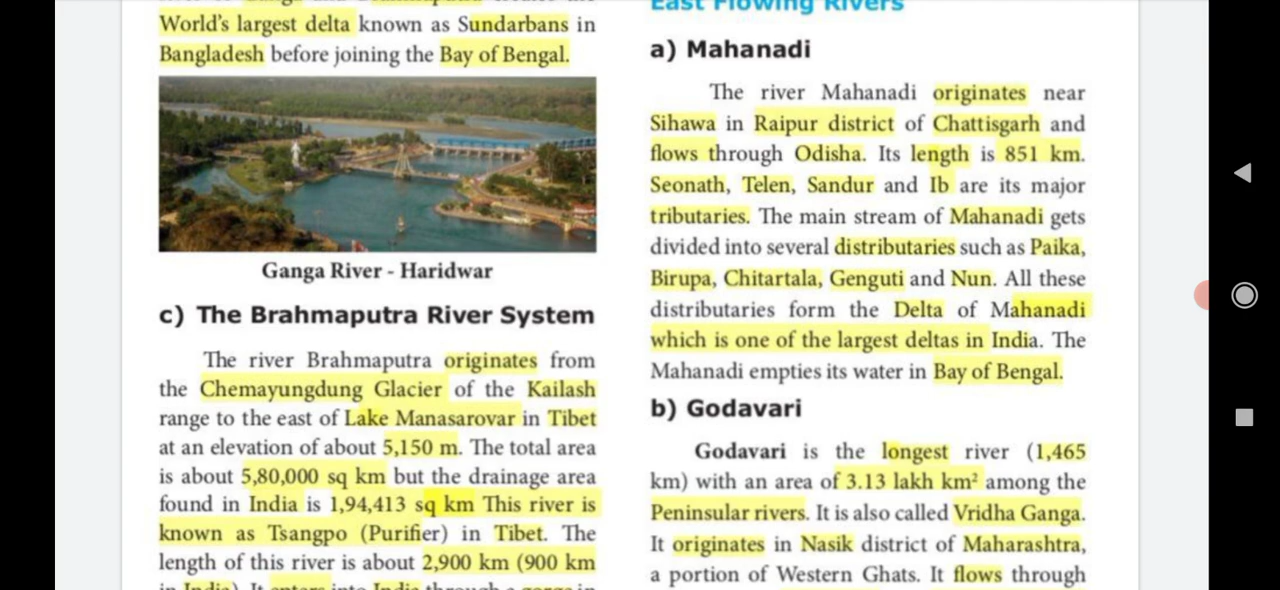 World's largest delta known as Sundarbans in
Bangladesh before joining the Bay of Bengal.
Ganga River - Haridwar
c) The Brahmaputra River System
The river Brahmaputra originates from
the Chemayungdung Glacier of the Kailash
range to the east of Lake Manasarovar in Tibet
at an elevation of about 5,150 m. The total area
is about 5,80,000 sq km but the drainage area
found in India is 1,94,413 sq km This river is
known as Tsangpo (Purifier) in Tibet. The
length of this river is about 2,900 km (900 km
in India). It enters into India through a gorge in
East Flowing Rivers
a) Mahanadi
The river Mahanadi originates near
Sihawa in Raipur district of Chattisgarh and
flows through Odisha. Its length is 851 km.
Seonath, Telen, Sandur and Ib are its major
tributaries. The main stream of Mahanadi gets
divided into several distributaries such as Paika,
Birupa, Chitartala, Genguti and Nun. All these
distributaries form the Delta of Mahanadi
which is one of the largest deltas in India. The
Mahanadi empties its water in Bay of Bengal.
b) Godavari
Godavari is the longest river (1,465
km) with an area of 3.13 lakh km² among the
Peninsular rivers. It is also called Vridha Ganga.
It originates in Nasik district of Maharashtra,
a portion of Western Ghats. It flows through